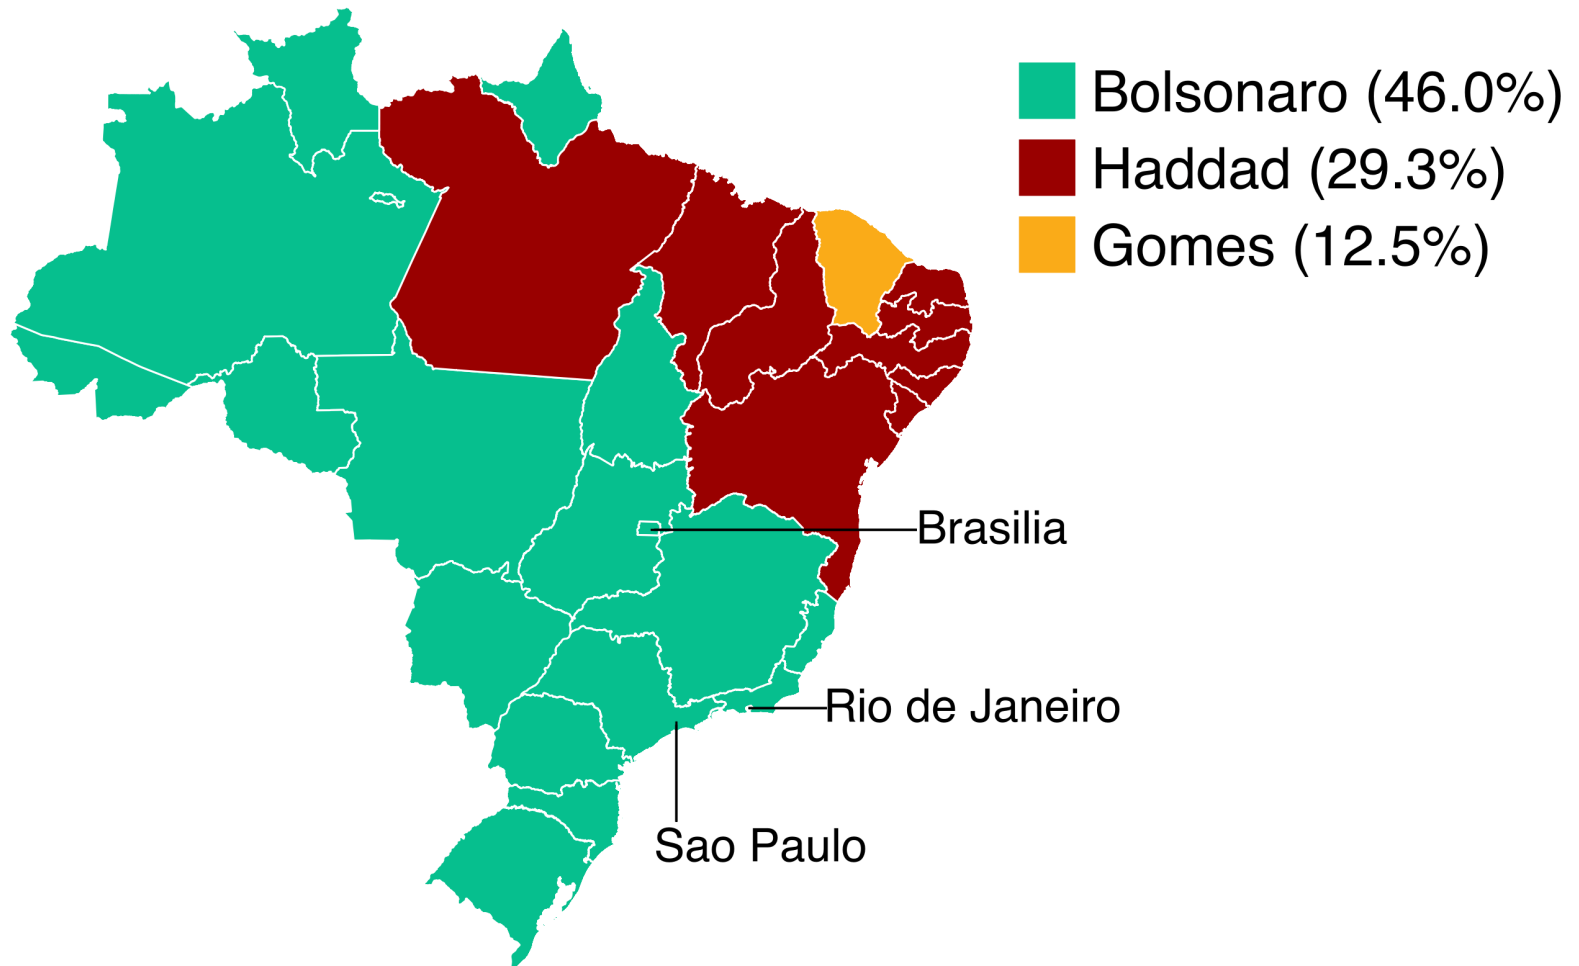 Bolsonaro (46.0%)
Haddad (29.3%)
Gomes (12.5%)
Brasilia
Rio de Janeiro
Sao Paulo